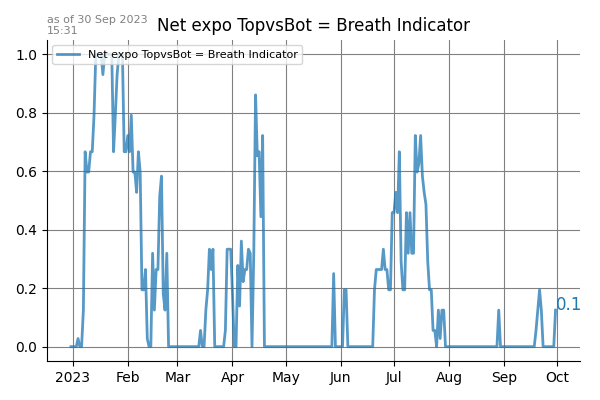 as of 30 Sep 2023
15:31
Net expo TopvsBot = Breath Indicator
Net expo TopvsBot = Breath Indicator
1.0
0.8
0.6
0.4
0.2
0.0
0.1
2023 Feb Mar Apr May Jun Jul Aug Sep Oct